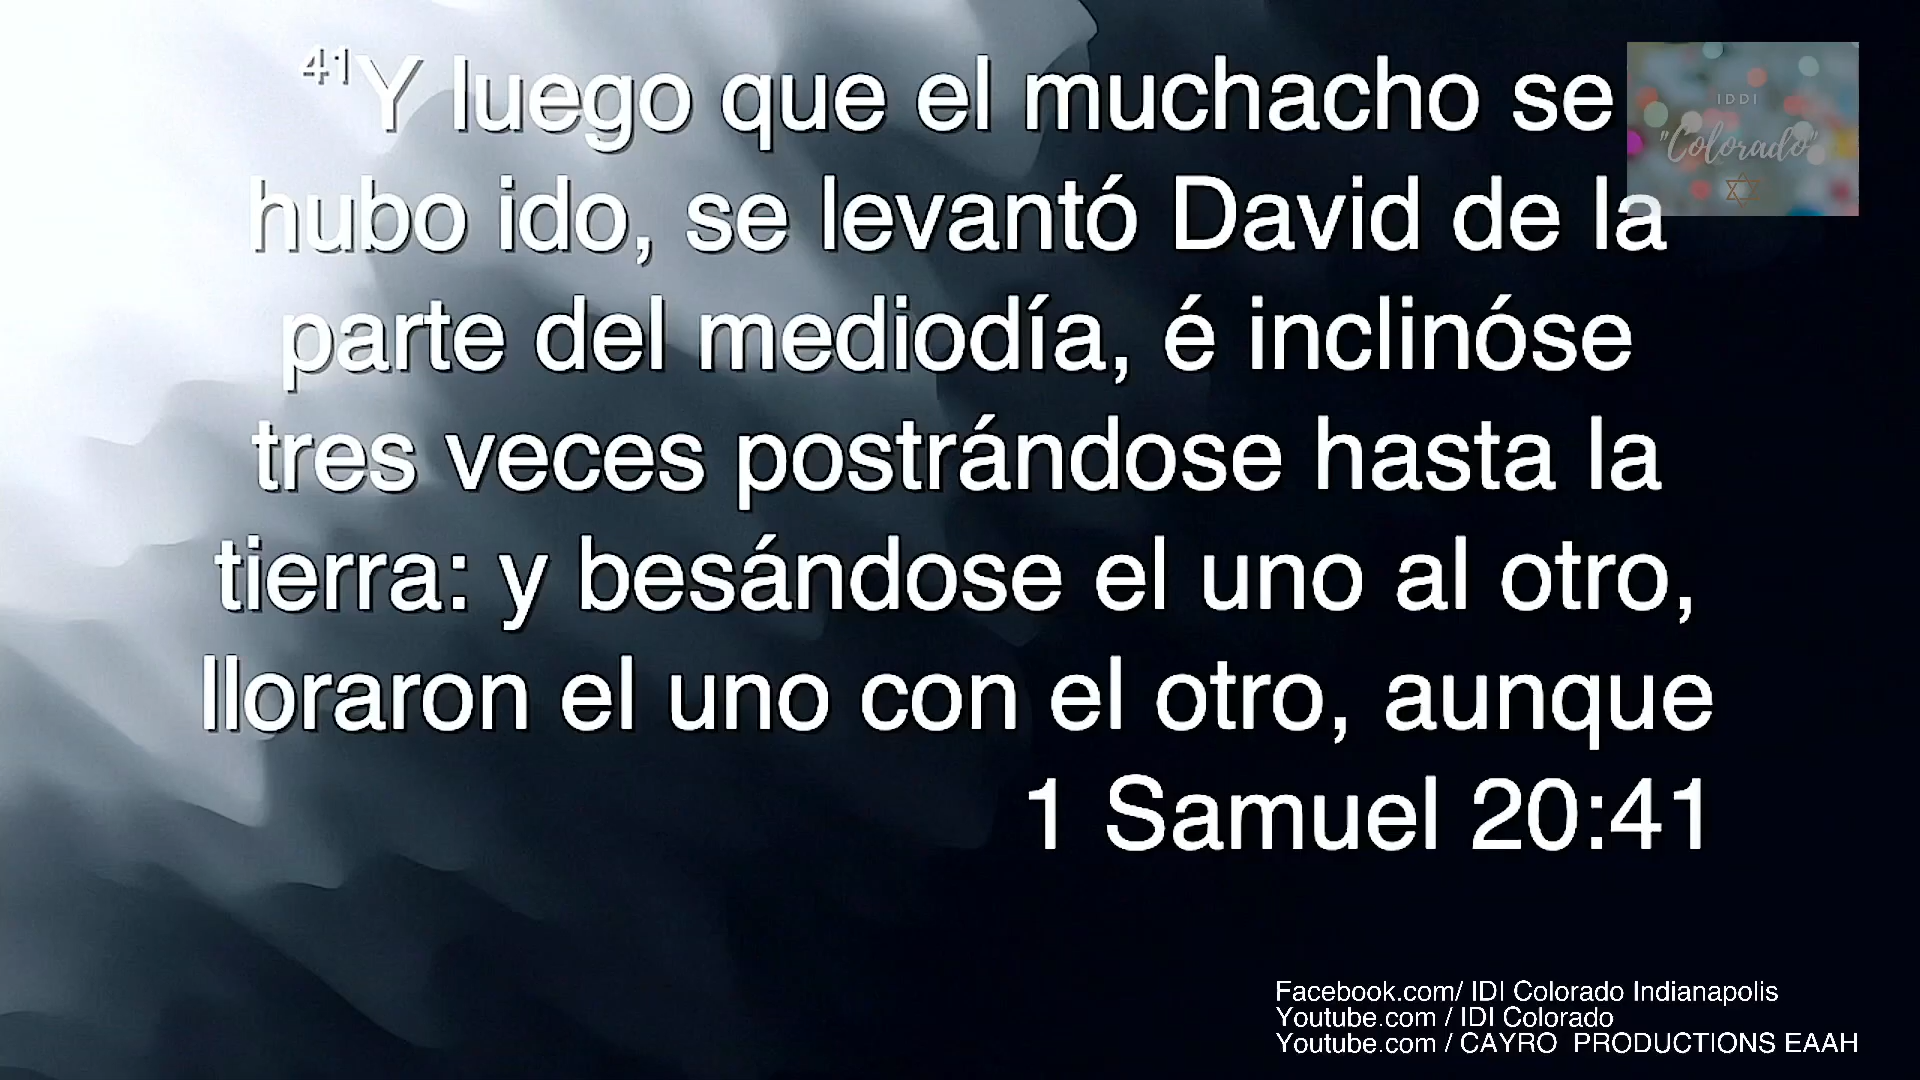 41Y luego que el muchacho se
hubo ido, se levantó David de la
parte del mediodía, é inclinóse
tres veces postrándose hasta la
tierra: y besándose el uno al otro,
lloraron el uno con el otro, aunque
1 Samuel 20:41
IDDI
"Colorado"
Facebook.com/ IDI Colorado Indianapolis
Youtube.com / IDI Colorado
Youtube.com / CAYRO PRODUCTIONS EAAH